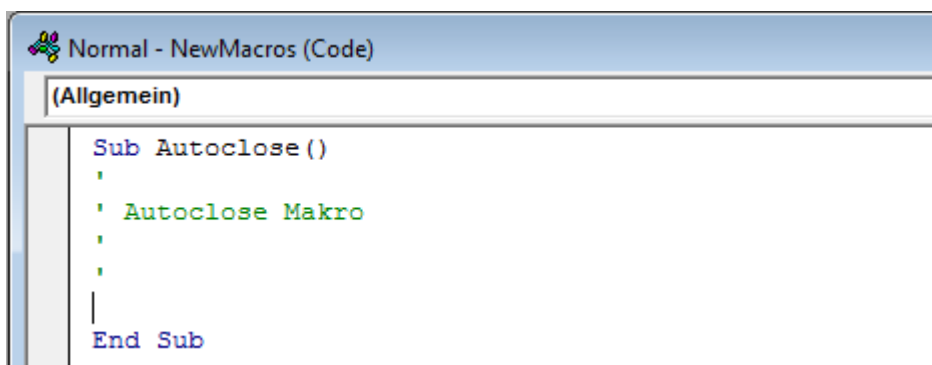 Normal - NewMacros (Code)
(Allgemein)
Sub Autoclose()
'
' Autoclose Makro
'
'
End Sub